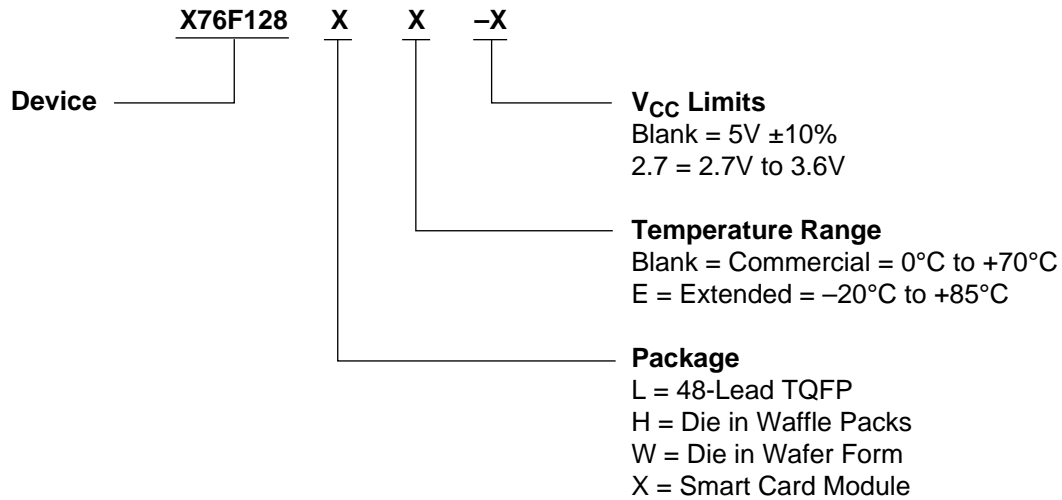 X76F128 X X –X
Device
VCC Limits
Blank = 5V ±10%
2.7 = 2.7V to 3.6V
Temperature Range
Blank = Commercial = 0°C to +70°C
E = Extended = –20°C to +85°C
Package
L = 48-Lead TQFP
H = Die in Waffle Packs
W = Die in Wafer Form
X = Smart Card Module